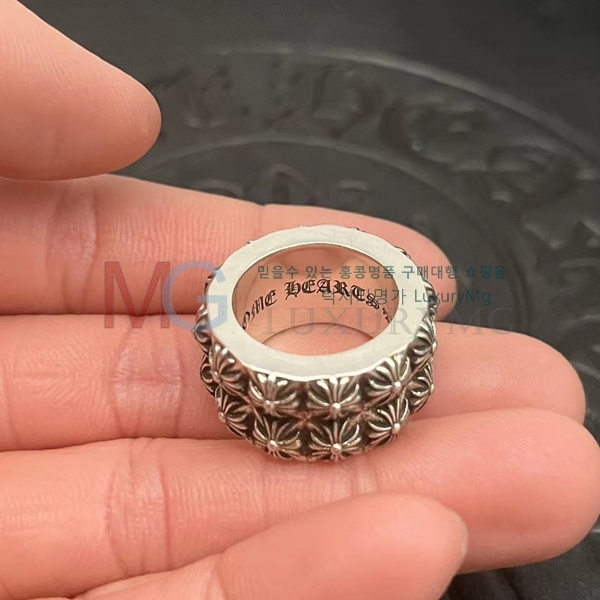 MG
믿을수 있는 홍콩명품 구매대행 쇼핑몰
럭셔리명가 LuxuryMg
OME HEARTS
LUXURYMG